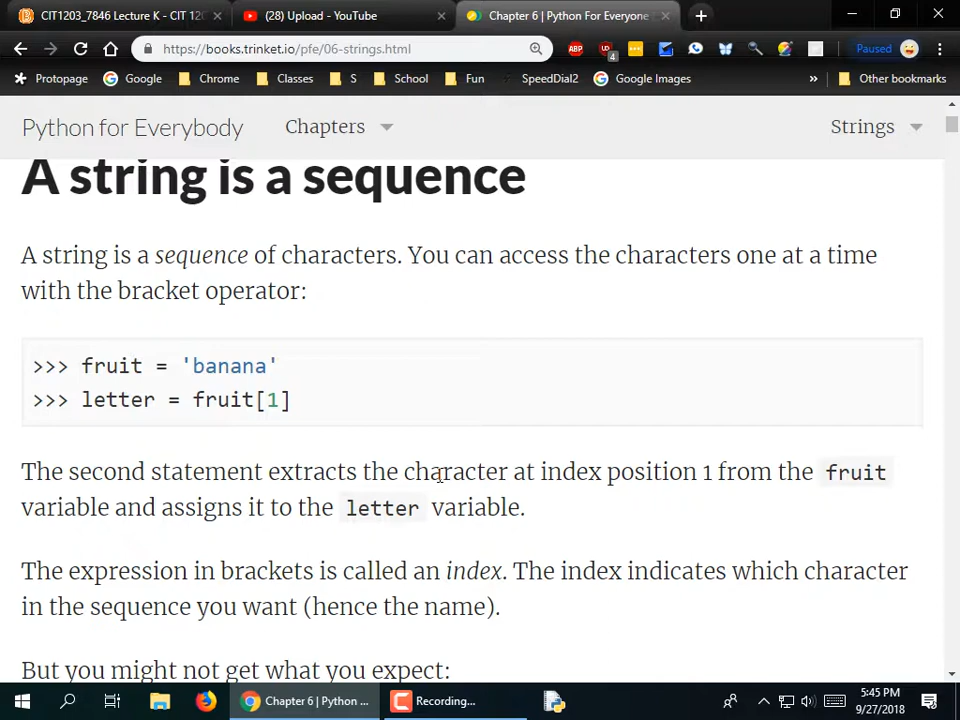 CIT1203_7846 Lecture K - CIT 12(
(28) Upload - YouTube
Chapter 6 | Python For Everyone
https://books.trinket.io/pfe/06-strings.html
ABP
4
Paused
Protopage
Google
Chrome
Classes
S
School
Fun
SpeedDial2
Google Images
»
Other bookmarks
Python for Everybody
Chapters
Strings
A string is a sequence
A string is a sequence of characters. You can access the characters one at a time
with the bracket operator:
>>> fruit = 'banana'
>>> letter = fruit[1]
The second statement extracts the character at index position 1 from the fruit
variable and assigns it to the letter variable.
The expression in brackets is called an index. The index indicates which character
in the sequence you want (hence the name).
But you might not get what you expect:
Chapter 6 | Python ...
Recording...
5:45 PM
9/27/2018